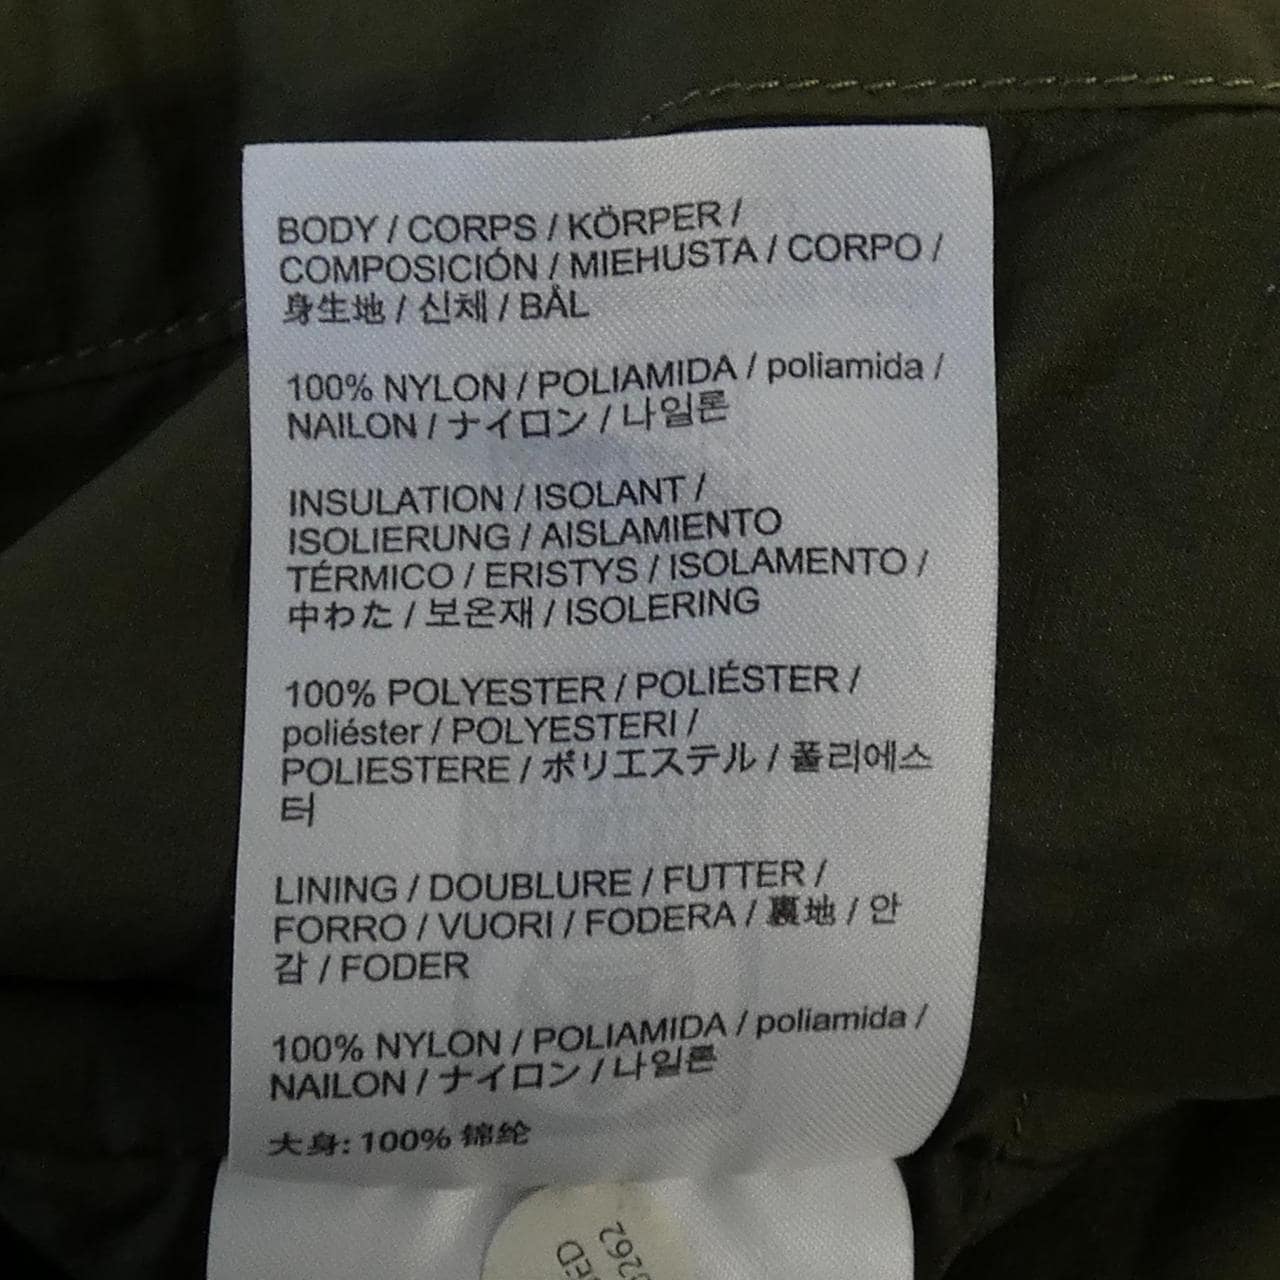 BODY / CORPS / KÖRPER /
COMPOSICIÓN / MIEHUSTA / CORPO /
身生地 / 신체 / BÅL
100% NYLON / POLIAMIDA / poliamida /
NAILON / ナイロン / 나일론
INSULATION / ISOLANT /
ISOLIERUNG / AISLAMIENTO
TÉRMICO / ERISTYS / ISOLAMENTO /
中わた / 보온재 / ISOLERING
100% POLYESTER / POLIÉSTER /
poliéster / POLYESTERI /
POLIESTERE / ポリエステル / 폴리에스
터
LINING / DOUBLURE / FUTTER /
FORRO / VUORI / FODERA / 裏地 / 안
감 / FODER
100% NYLON / POLIAMIDA / poliamida /
NAILON / ナイロン / 나일론
大身: 100% 锦纶